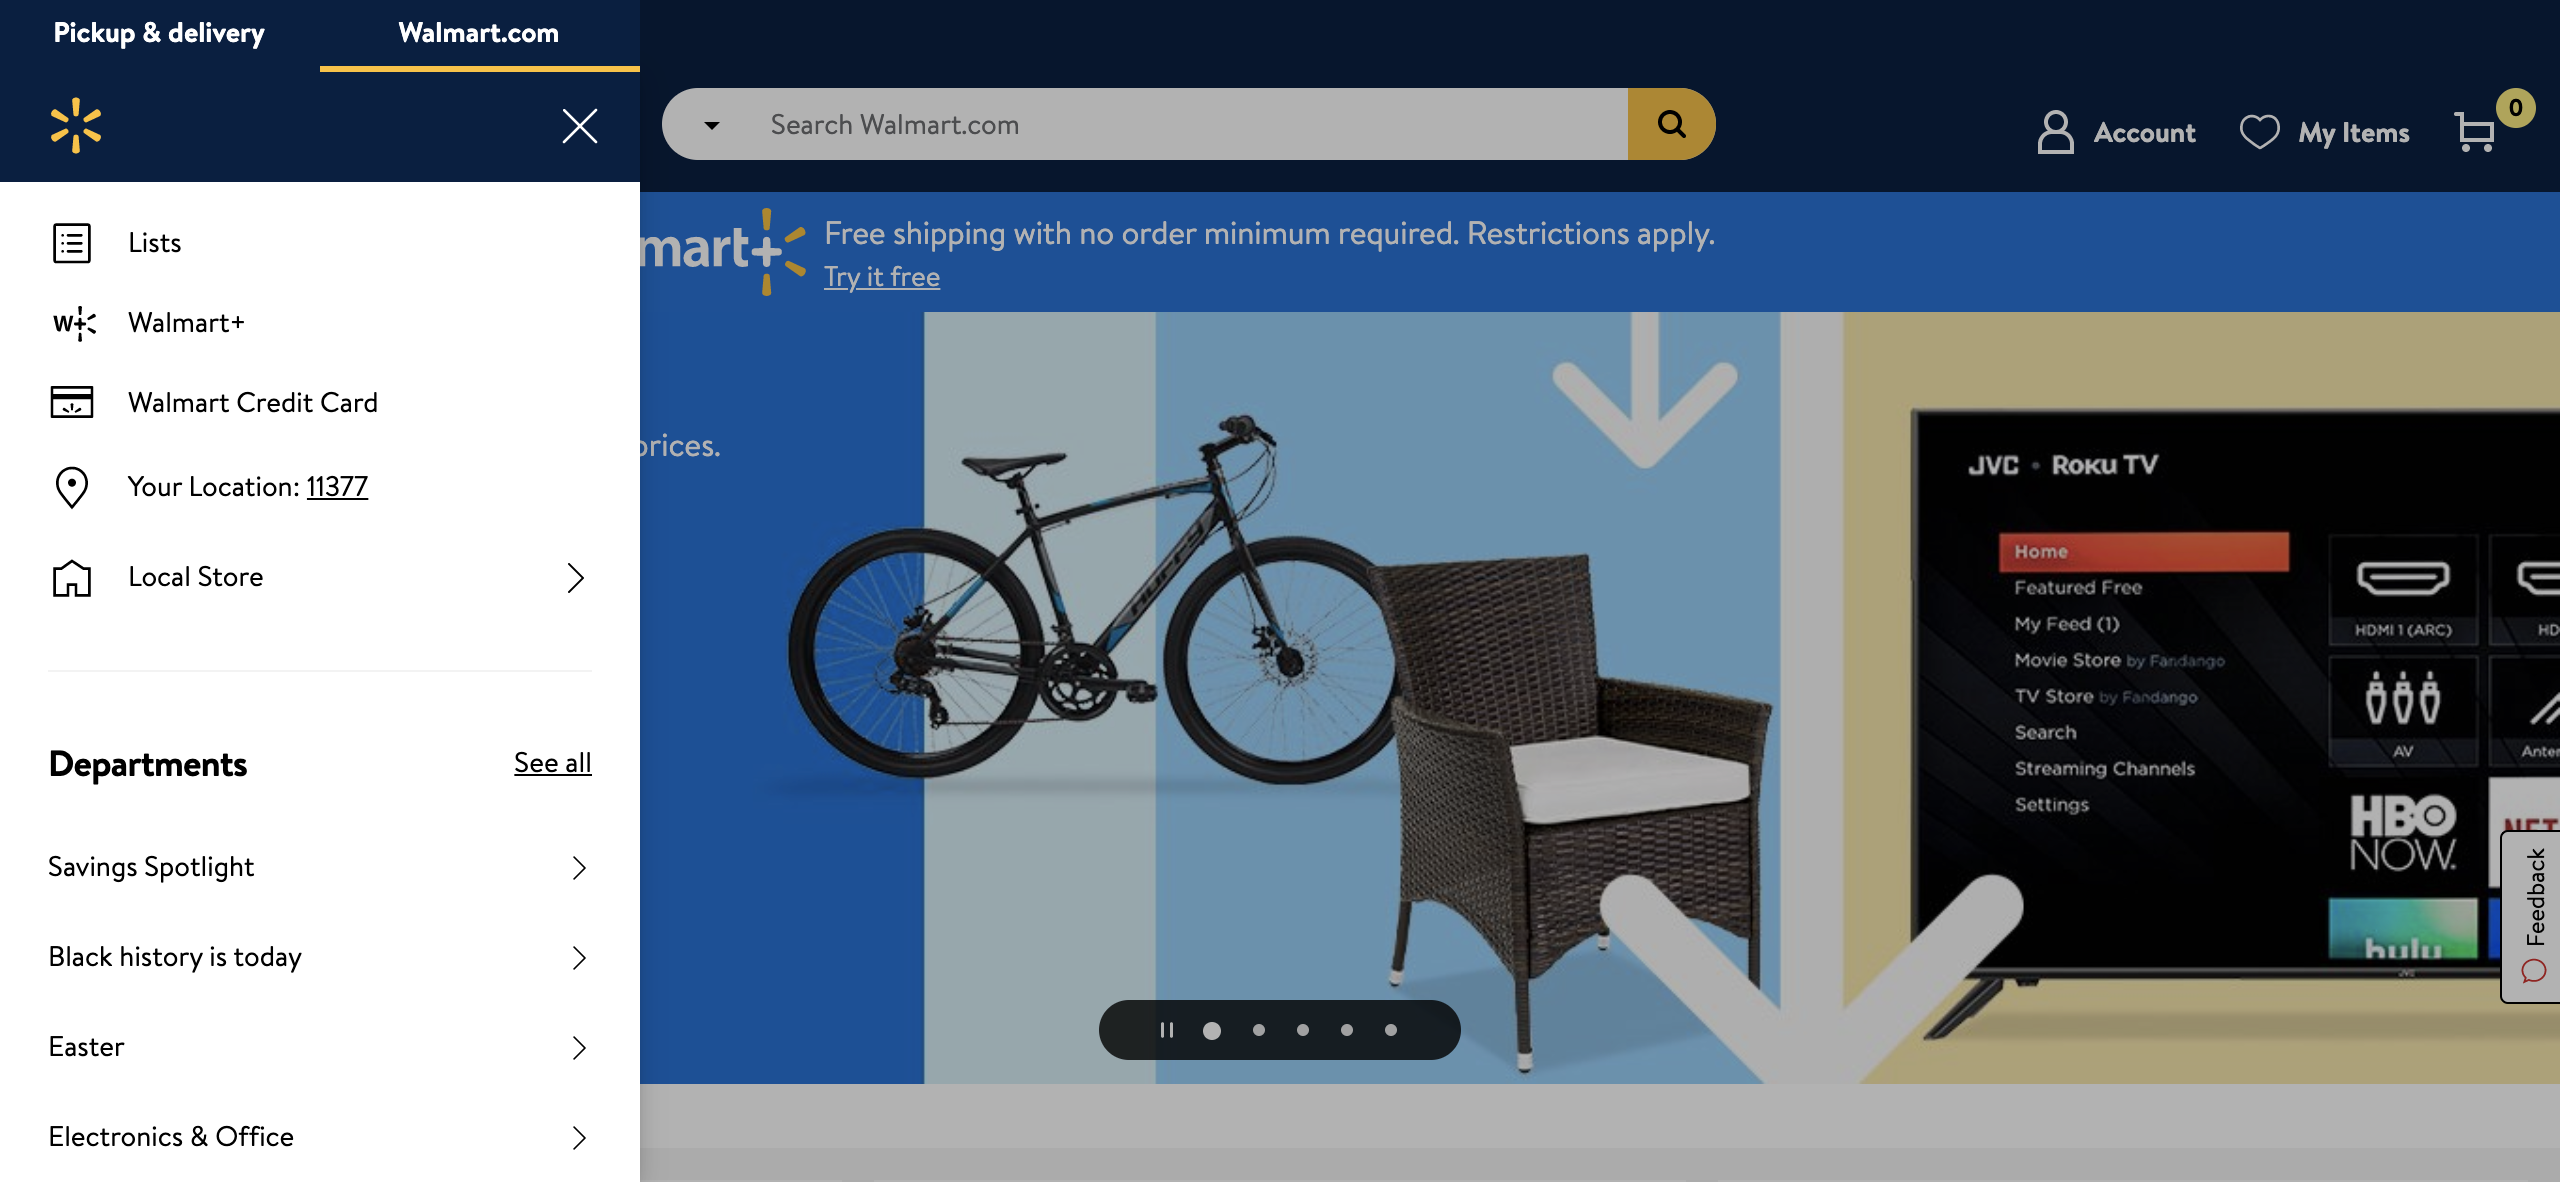 Pickup & delivery
Walmart.com
Lists
W+
Walmart+
Walmart Credit Card
Your Location: 11377
Local Store
Departments
See all
Savings Spotlight
Black history is today
Easter
Electronics & Office
Search Walmart.com
Account
My Items
0
mart+
Free shipping with no order minimum required. Restrictions apply.
Try it free
prices.
HUFFY
JVC • Roku TV
Home
Featured Free
My Feed (1)
Movie Store by Fandango
TV Store by Fandango
Search
Streaming Channels
Settings
HDMI 1 (ARC)
HD
AV
Anten
HBO
NOW.
NET
hulu
JVC
Feedback